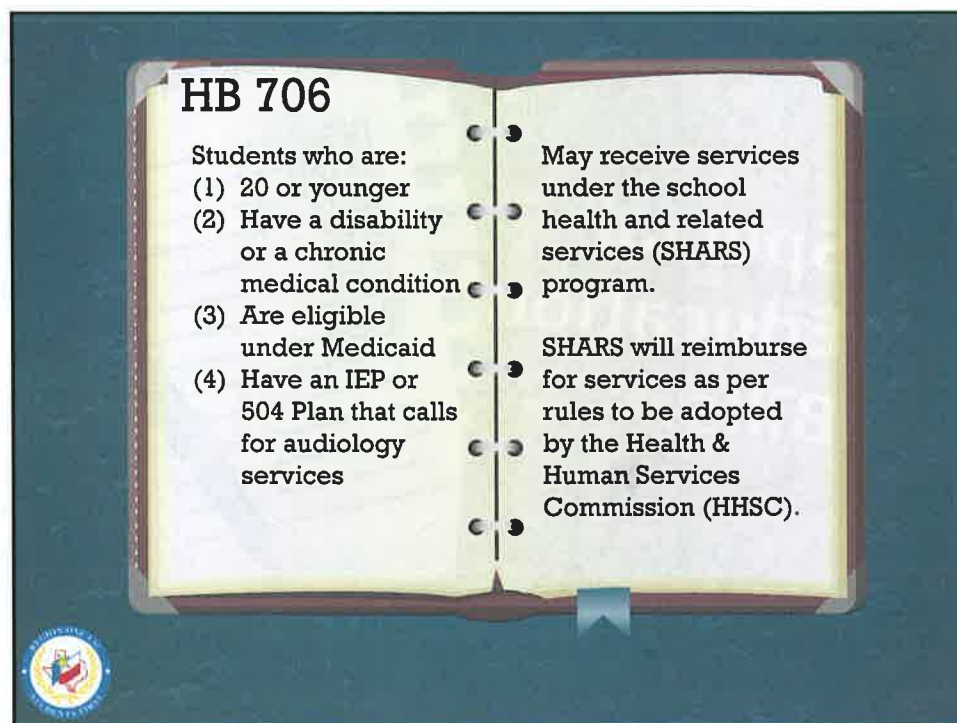 HB 706
Students who are:
(1) 20 or younger
(2) Have a disability
or a chronic
medical condition
(3) Are eligible
under Medicaid
(4) Have an IEP or
504 Plan that calls
for audiology
services
May receive services
under the school
health and related
services (SHARS)
program.
SHARS will reimburse
for services as per
rules to be adopted
by the Health &
Human Services
Commission (HHSC).